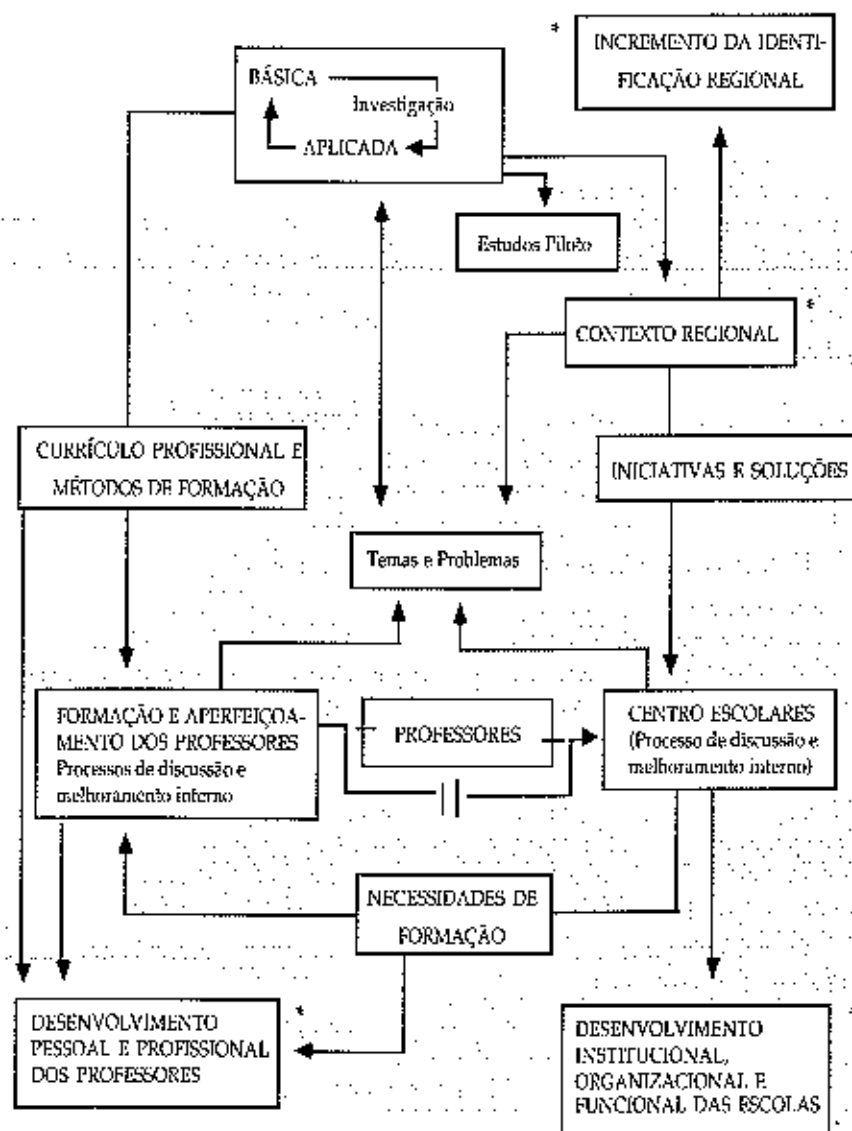 *
INCREMENTO DA IDENTI-
FICAÇÃO REGIONAL
BÁSICA
Investigação
APLICADA
Estudos Piloto
CONTEXTO REGIONAL
*
CURRÍCULO PROFISSIONAL E
MÉTODOS DE FORMAÇÃO
INICIATIVAS E SOLUÇÕES
Temas e Problemas
FORMAÇÃO E APERFEIÇOA-
MENTO DOS PROFESSORES
Processos de discussão e
melhoramento inferno
PROFESSORES
CENTRO ESCOLARES
(Processo de discussão e
melhoramento interno)
NECESSIDADES DE
FORMAÇÃO
*
DESENVOLVIMENTO
PESSOAL E PROFISSIONAL
DOS PROFESSORES
*
DESENVOLVIMENTO
INSTITUCIONAL,
ORGANIZACIONAL E
FUNCIONAL DAS ESCOLAS